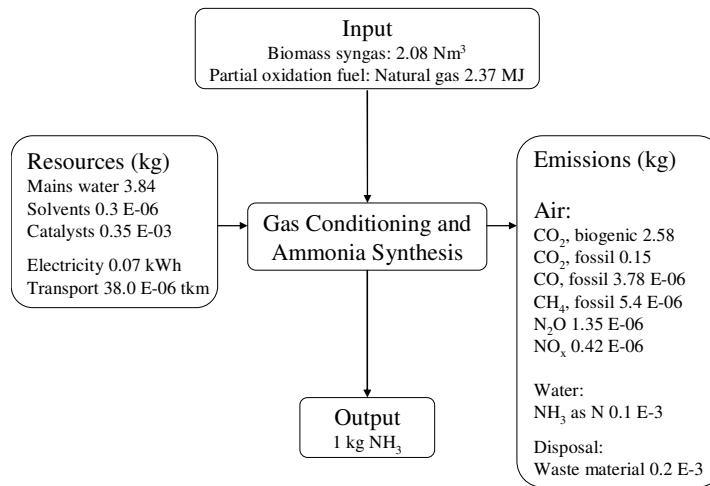 Input
Biomass syngas: 2.08 Nm³
Partial oxidation fuel: Natural gas 2.37 MJ
Resources (kg)
Mains water 3.84
Solvents 0.3 E-06
Catalysts 0.35 E-03
Electricity 0.07 kWh
Transport 38.0 E-06 tkm
Gas Conditioning and
Ammonia Synthesis
Output
1 kg NH₃
Emissions (kg)
Air:
CO₂, biogenic 2.58
CO₂, fossil 0.15
CO, fossil 3.78 E-06
CH₄, fossil 5.4 E-06
N₂O 1.35 E-06
NOₓ 0.42 E-06
Water:
NH₃ as N 0.1 E-3
Disposal:
Waste material 0.2 E-3